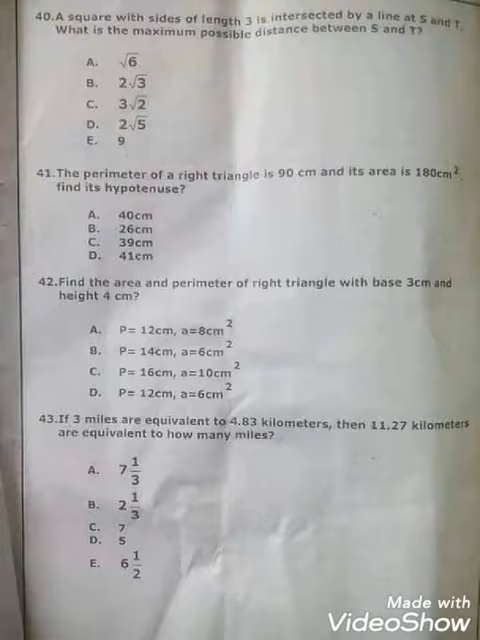 40.A square with sides of length 3 is intersected by a line at S and T.
What is the maximum possible distance between S and T?
A. √6
B. 2√3
C. 3√2
D. 2√5
E. 9
41.The perimeter of a right triangle is 90 cm and its area is 180cm²,
find its hypotenuse?
A. 40cm
B. 26cm
C. 39cm
D. 41cm
42.Find the area and perimeter of right triangle with base 3cm and
height 4 cm?
A. P= 12cm, a=8cm²
B. P= 14cm, a=6cm²
C. P= 16cm, a=10cm²
D. P= 12cm, a=6cm²
43.If 3 miles are equivalent to 4.83 kilometers, then 11.27 kilometers
are equivalent to how many miles?
A. 7 1/3
B. 2 1/3
C. 7
D. 5
E. 6 1/2
Made with
VideoShow